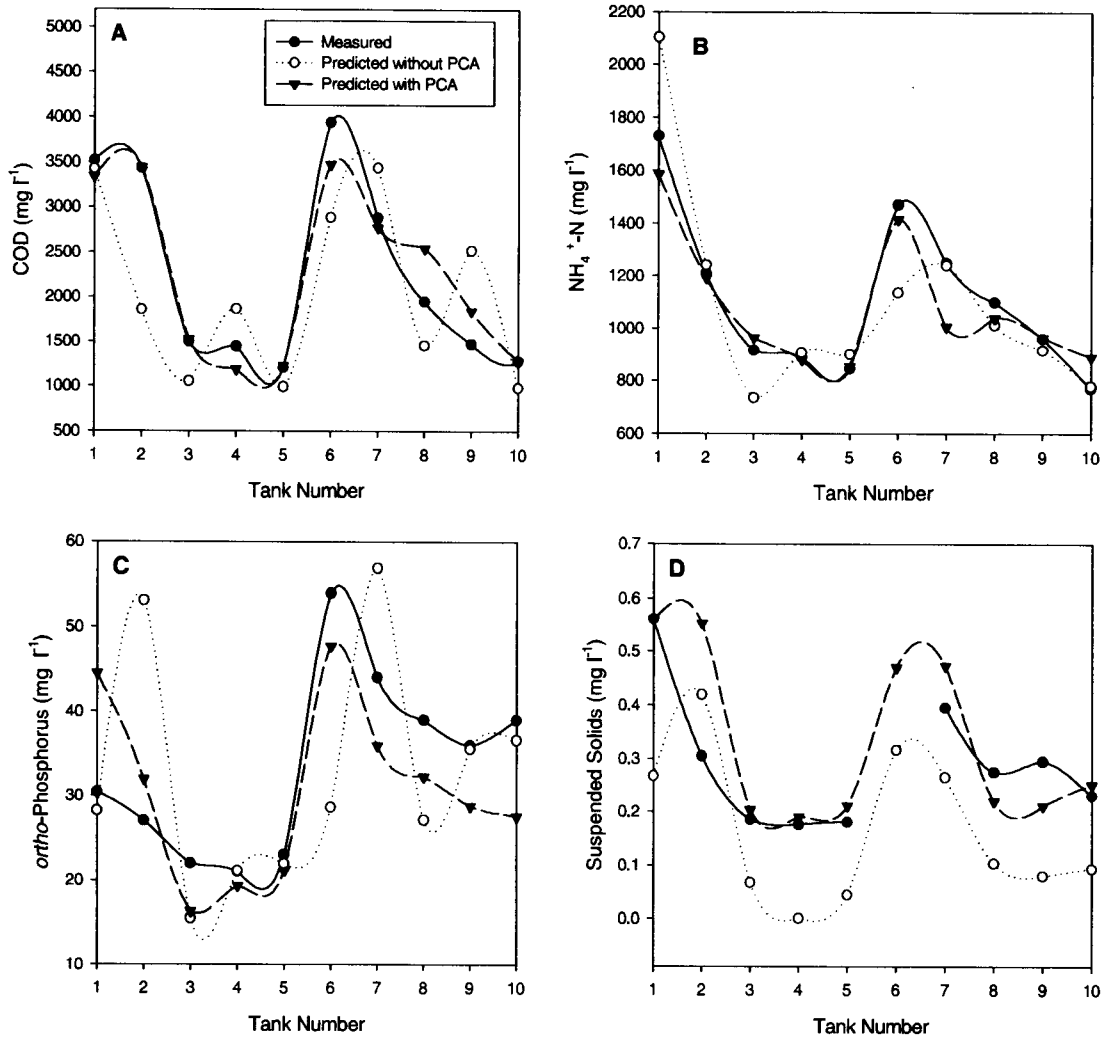 A
5000
4500
4000
3500
3000
2500
2000
1500
1000
500
COD (mg l⁻¹)
1 2 3 4 5 6 7 8 9 10
Tank Number
Measured
Predicted without PCA
Predicted with PCA
B
2200
2000
1800
1600
1400
1200
1000
800
600
NH₄⁺-N (mg l⁻¹)
1 2 3 4 5 6 7 8 9 10
Tank Number
C
60
50
40
30
20
10
ortho-Phosphorus (mg l⁻¹)
1 2 3 4 5 6 7 8 9 10
Tank Number
D
0.7
0.6
0.5
0.4
0.3
0.2
0.1
0.0
Suspended Solids (mg l⁻¹)
1 2 3 4 5 6 7 8 9 10
Tank Number